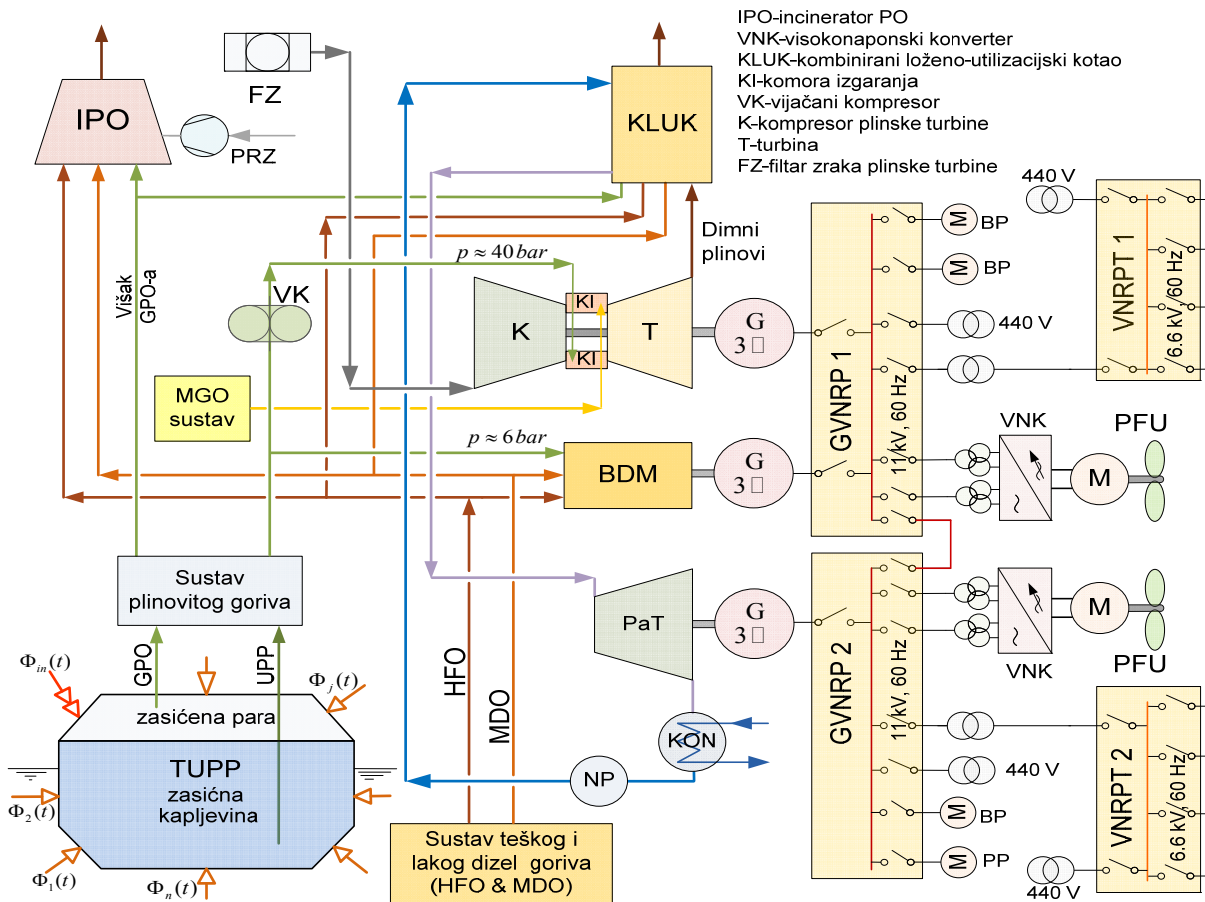 IPO-incinerator PO
VNK-visokonaponski konverter
KLUK-kombinirani loženo-utilizacijski kotao
KI-komora izgaranja
VK-vijačani kompresor
K-kompresor plinske turbine
T-turbina
FZ-filtar zraka plinske turbine
IPO
FZ
PRZ
KLUK
Dimni
plinovi
440 V
VNRPT 1
6.6 kV/60 Hz
M BP
M BP
440 V
GVNRP 1
11 kV, 60 Hz
p ≈ 40 bar
Višak
GPO-a
VK
K
KI
KI
T
G
3 □
MGO
sustav
p ≈ 6 bar
BDM
G
3 □
VNK
M
PFU
Sustav
plinovitog goriva
GPO
UPP
HFO
MDO
PaT
G
3 □
GVNRP 2
11 kV, 60 Hz
VNK
M
PFU
Φin(t)
Φj(t)
zasićena para
TUPP
zasićna
kapljevina
Φ2(t)
Φ1(t)
Φn(t)
KON
NP
Sustav teškog i
lakog dizel goriva
(HFO & MDO)
440 V
M BP
M PP
440 V
VNRPT 2
6.6 kV/60 Hz